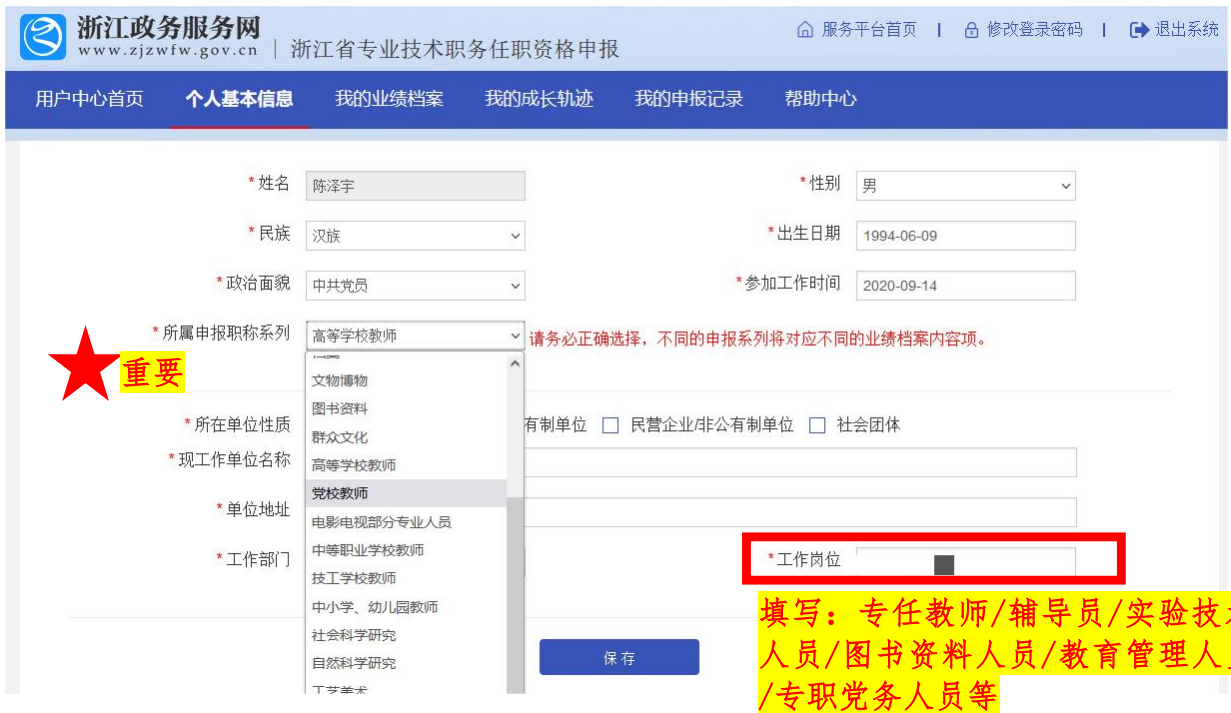 浙江政务服务网
www.zjzwfw.gov.cn | 浙江省专业技术职务任职资格申报
服务平台首页 | 修改登录密码 | 退出系统
用户中心首页 个人基本信息 我的业绩档案 我的成长轨迹 我的申报记录 帮助中心
*姓名 陈泽宇 *性别 男
*民族 汉族 *出生日期 1994-06-09
*政治面貌 中共党员 *参加工作时间 2020-09-14
*所属申报职称系列 高等学校教师 请务必正确选择，不同的申报系列将对应不同的业绩档案内容项。
重要
文物博物
图书资料
*所在单位性质 有制单位 民营企业/非公有制单位 社会团体
群众文化
*现工作单位名称
高等学校教师
党校教师
*单位地址
电影电视部分专业人员
中等职业学校教师
*工作部门 *工作岗位
技工学校教师
中小学、幼儿园教师
社会科学研究
自然科学研究
工艺美术
保存
填写：专任教师/辅导员/实验技术
人员/图书资料人员/教育管理人
/专职党务人员等